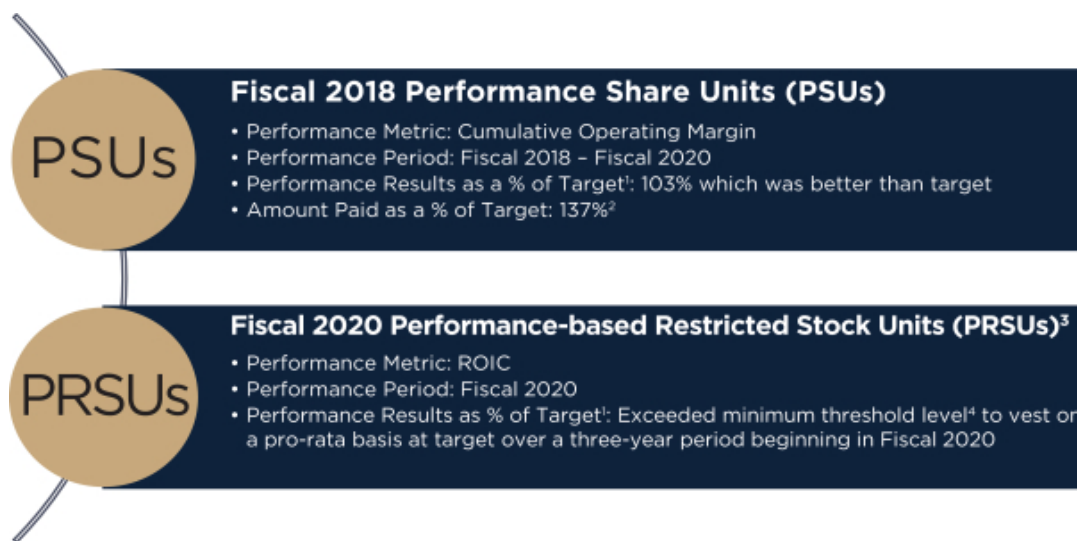 PSUs
Fiscal 2018 Performance Share Units (PSUs)
• Performance Metric: Cumulative Operating Margin
• Performance Period: Fiscal 2018 – Fiscal 2020
• Performance Results as a % of Target¹: 103% which was better than target
• Amount Paid as a % of Target: 137%²
PRSUs
Fiscal 2020 Performance-based Restricted Stock Units (PRSUs)³
• Performance Metric: ROIC
• Performance Period: Fiscal 2020
• Performance Results as % of Target¹: Exceeded minimum threshold level⁴ to vest on
a pro-rata basis at target over a three-year period beginning in Fiscal 2020